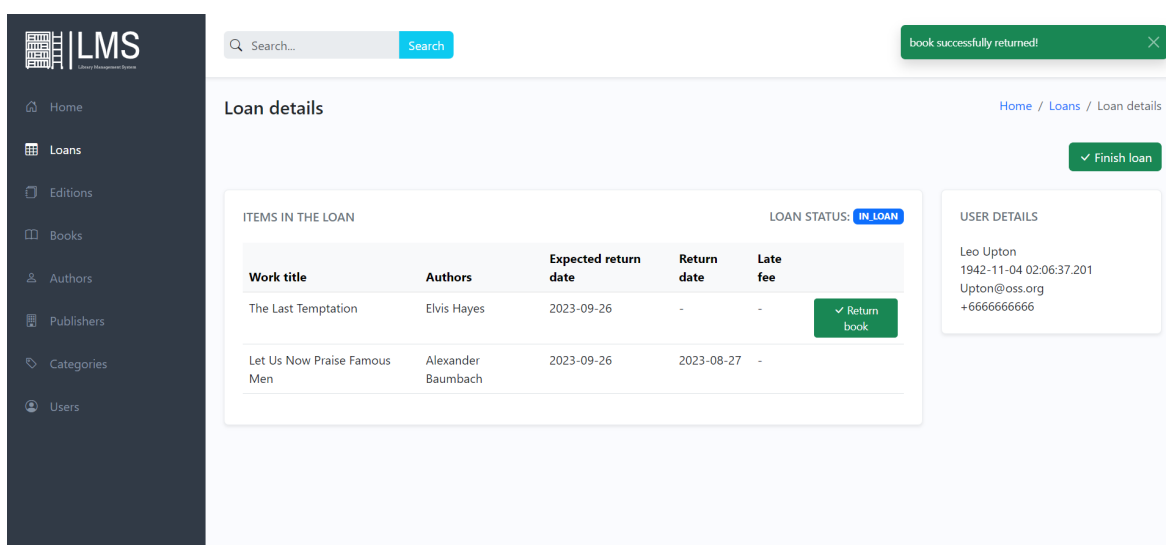 LMS
Library Management System
Search...
Search
book successfully returned!
Home
Loans
Editions
Books
Authors
Publishers
Categories
Users
Loan details
Home / Loans / Loan details
Finish loan
ITEMS IN THE LOAN
LOAN STATUS: IN_LOAN
Work title Authors Expected return date Return date Late fee
The Last Temptation Elvis Hayes 2023-09-26 - - Return book
Let Us Now Praise Famous Men Alexander Baumbach 2023-09-26 2023-08-27 -
USER DETAILS
Leo Upton
1942-11-04 02:06:37.201
Upton@oss.org
+6666666666